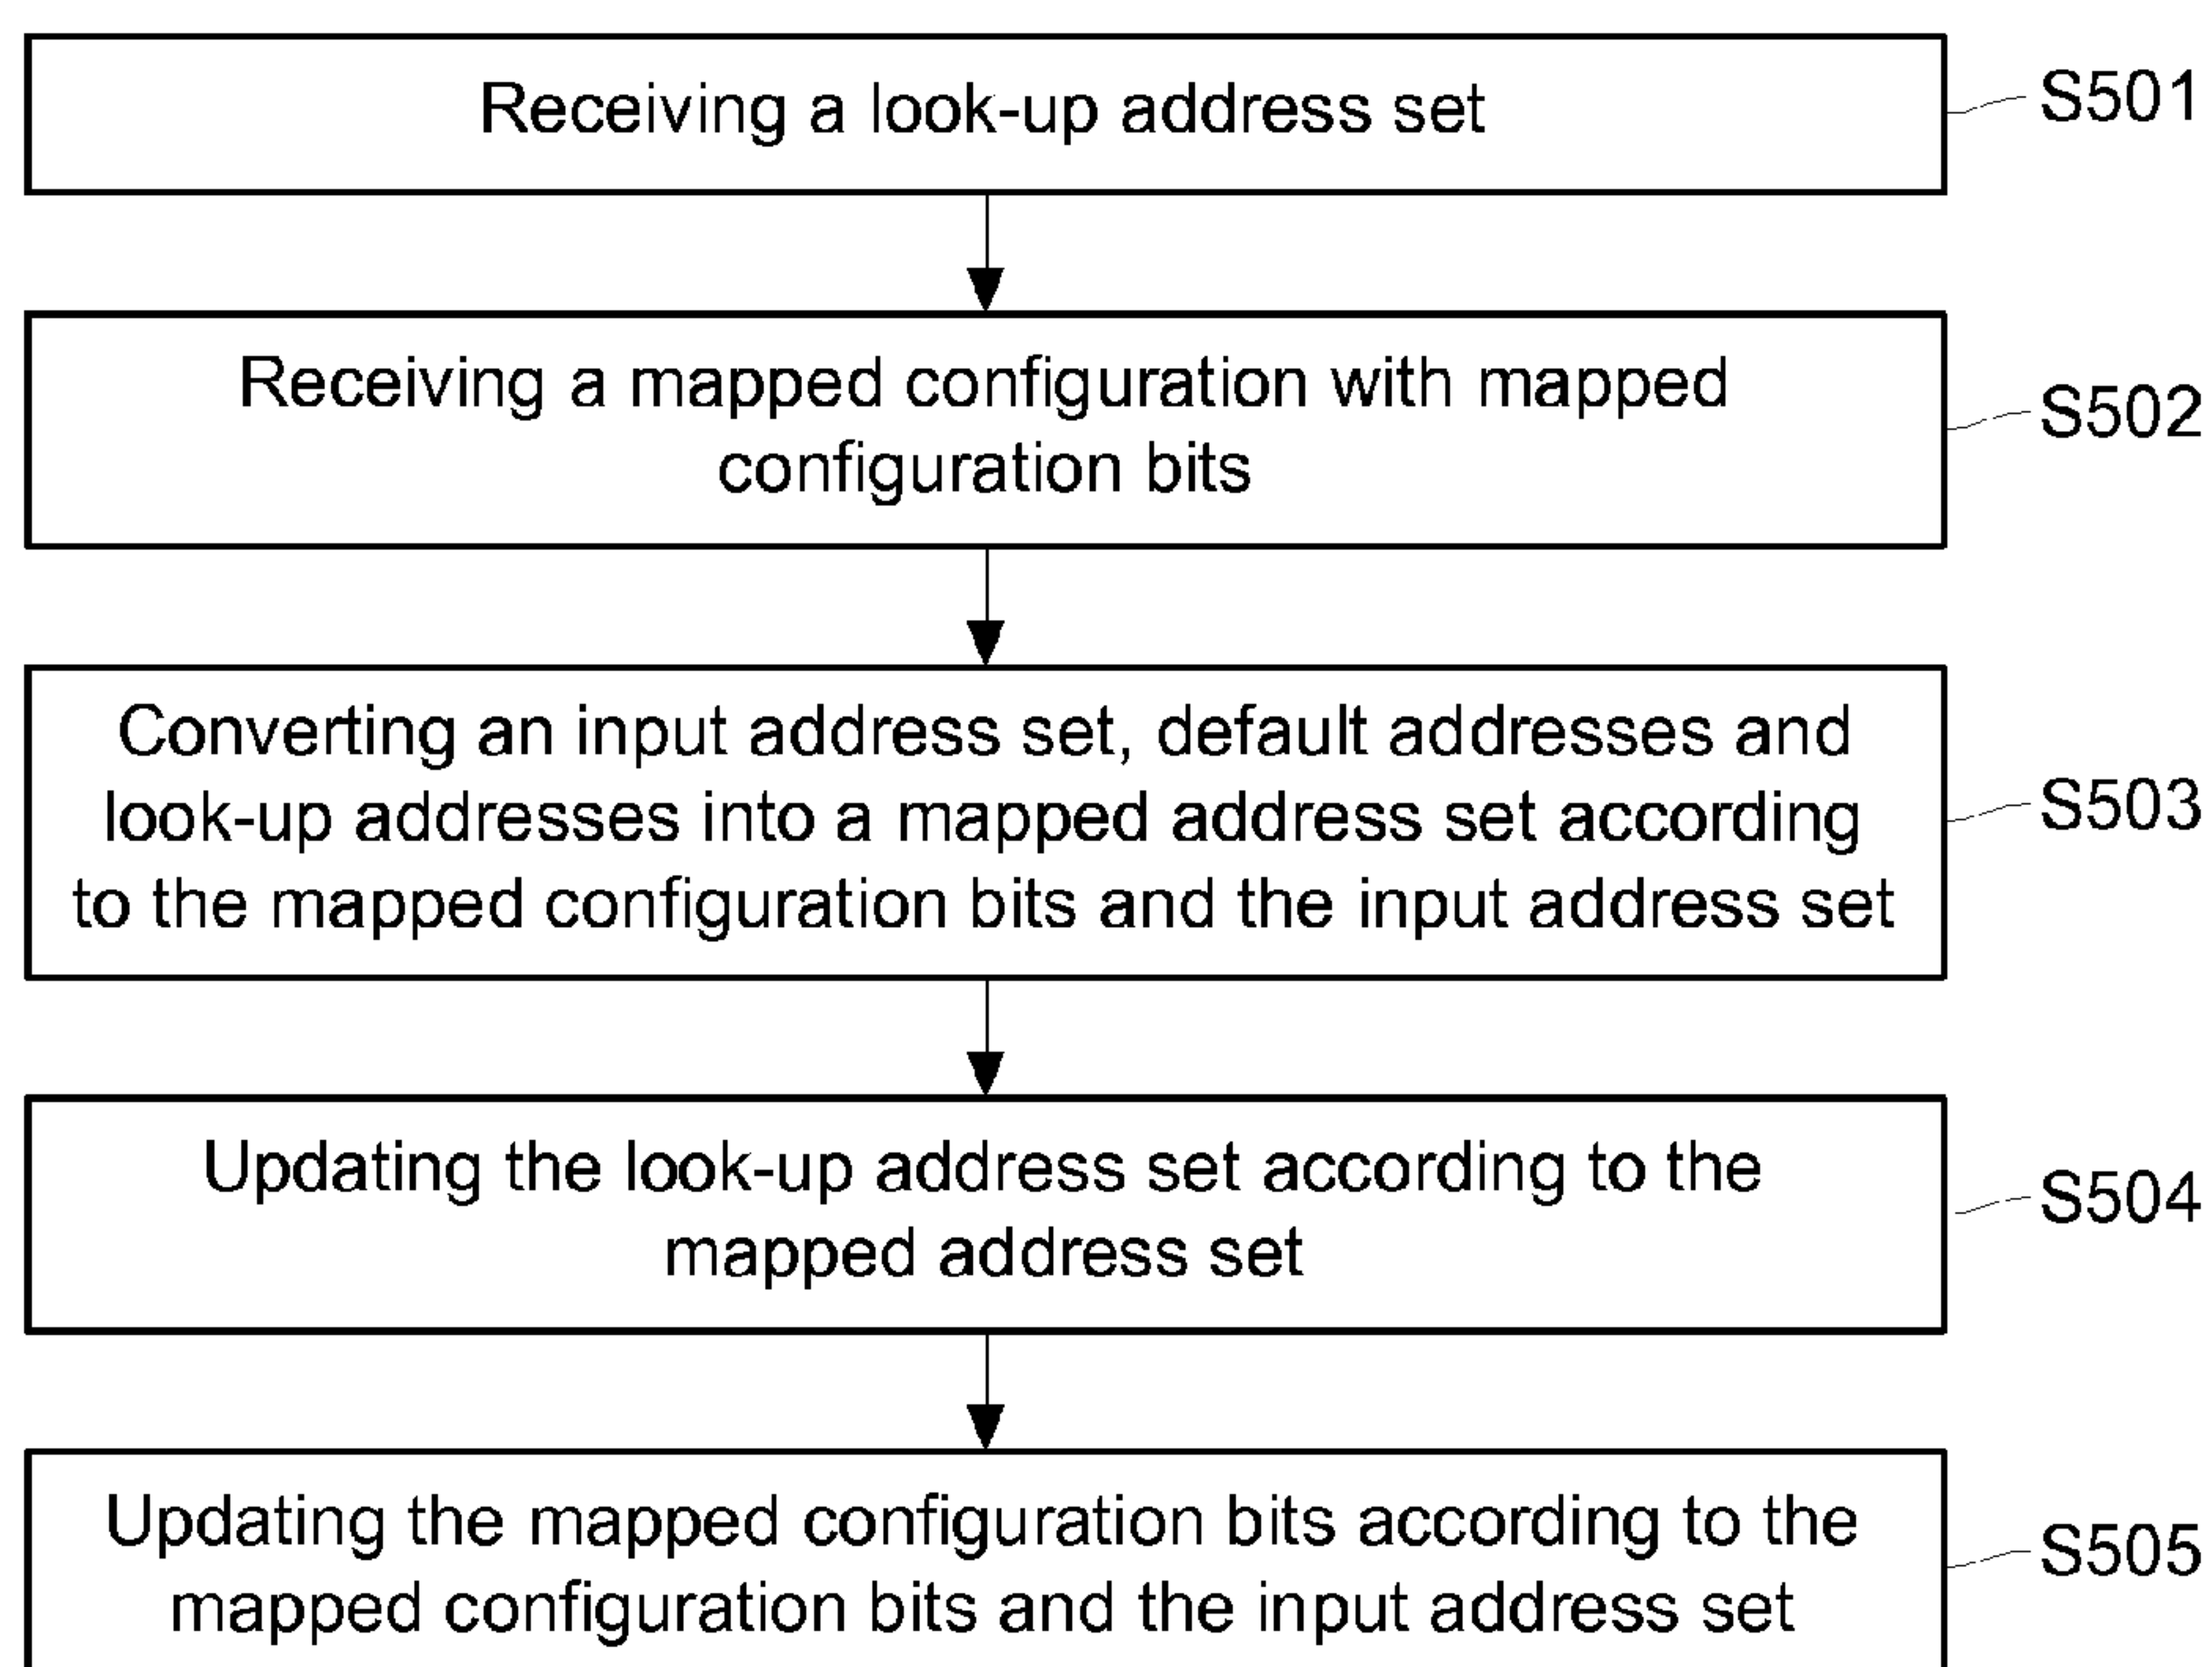 Receiving a look-up address set
S501
Receiving a mapped configuration with mapped
configuration bits
S502
Converting an input address set, default addresses and
look-up addresses into a mapped address set according
to the mapped configuration bits and the input address set
S503
Updating the look-up address set according to the
mapped address set
S504
Updating the mapped configuration bits according to the
mapped configuration bits and the input address set
S505